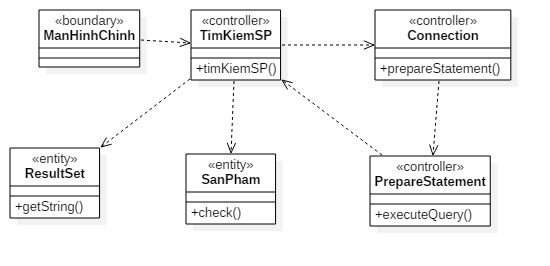 «boundary»
ManHinhChinh
«controller»
TimKiemSP
+timKiemSP()
«controller»
Connection
+prepareStatement()
«entity»
ResultSet
+getString()
«entity»
SanPham
+check()
«controller»
PrepareStatement
+executeQuery()